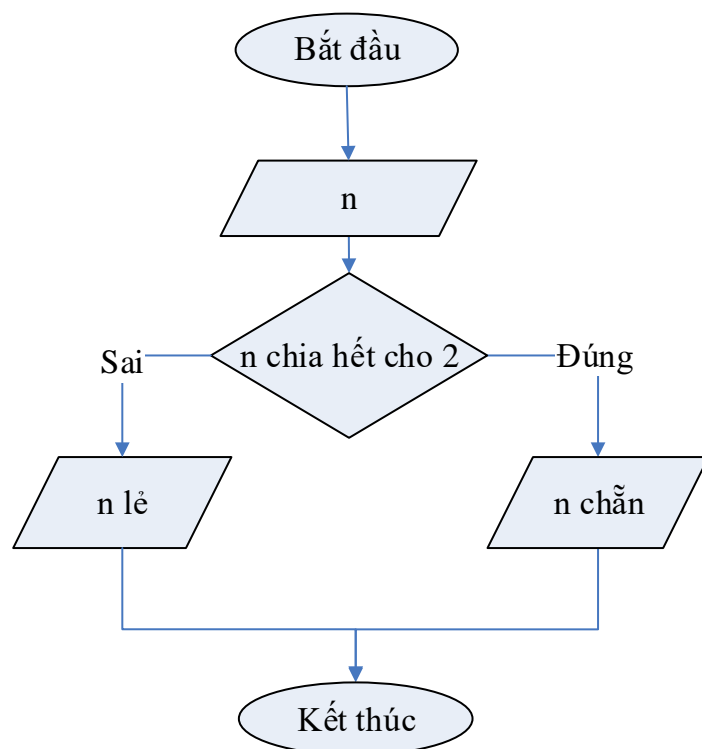 Bắt đầu
n
n chia hết cho 2
Sai
Đúng
n lẻ
n chẵn
Kết thúc